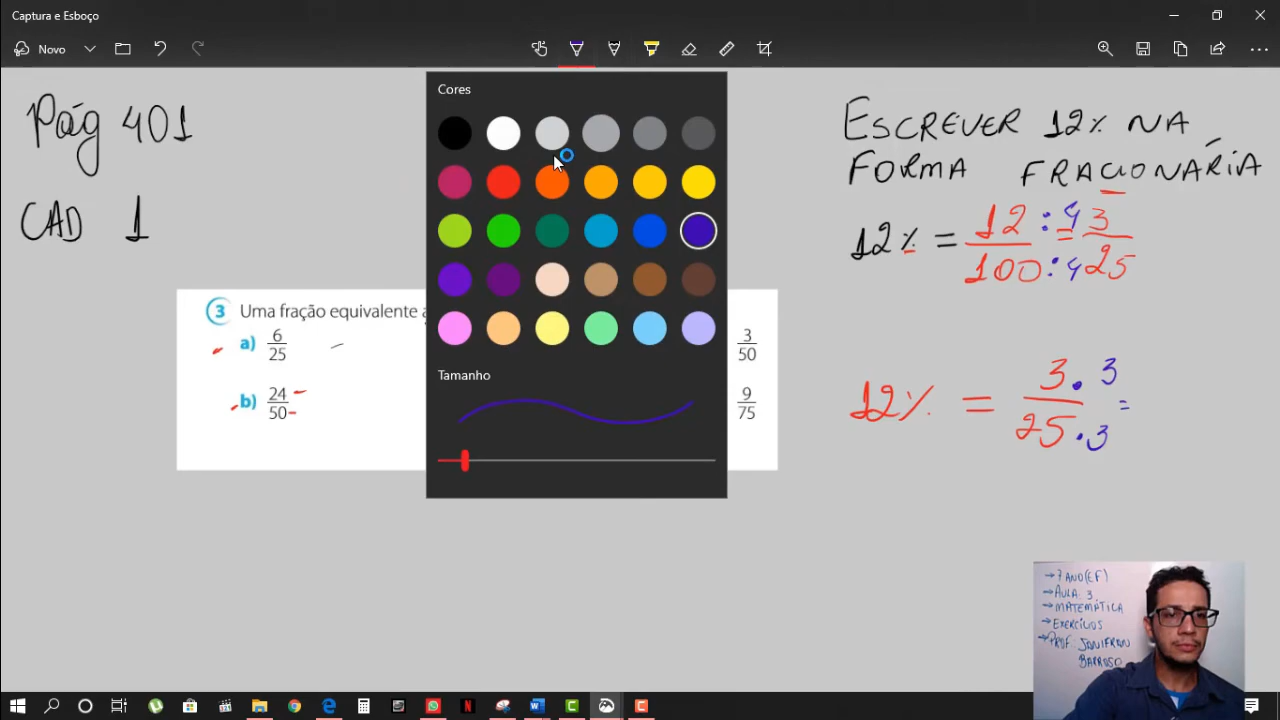 Captura e Esboço
Novo
Pág 401
CAD 1
Cores
Tamanho
3 Uma fração equivalente
a) 6/25
b) 24/50
3/50
9/75
ESCREVER 12% NA
FORMA FRACIONÁRIA
12% = 12 : 4 = 3
100 : 4 25
12% = 3 . 3 =
25 . 3
→ 7 ANO (EF)
→ AULA 3
→ MATEMÁTICA
→ EXERCÍCIOS
→ PROF: JONIFRAN
BARROSO